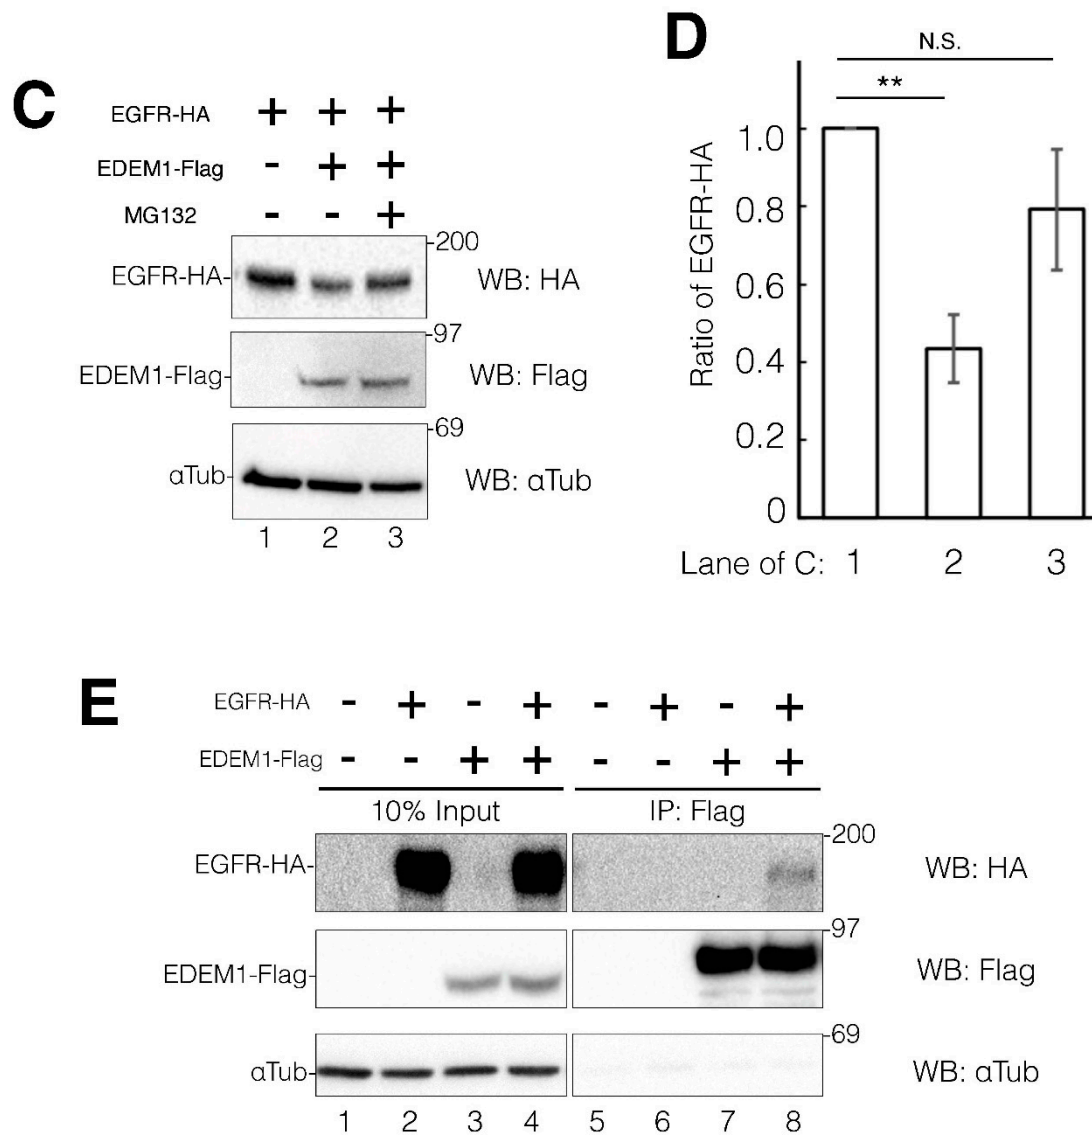 C
EGFR-HA + + +
EDEM1-Flag - + +
MG132 - - +
-200
EGFR-HA- WB: HA
-97
EDEM1-Flag- WB: Flag
-69
αTub- WB: αTub
1 2 3
D
N.S.
**
Ratio of EGFR-HA
1.0
0.8
0.6
0.4
0.2
0
Lane of C: 1 2 3
E
EGFR-HA - + - + - + - +
EDEM1-Flag - - + + - - + +
10% Input IP: Flag
-200
EGFR-HA- WB: HA
-97
EDEM1-Flag- WB: Flag
-69
αTub- WB: αTub
1 2 3 4 5 6 7 8